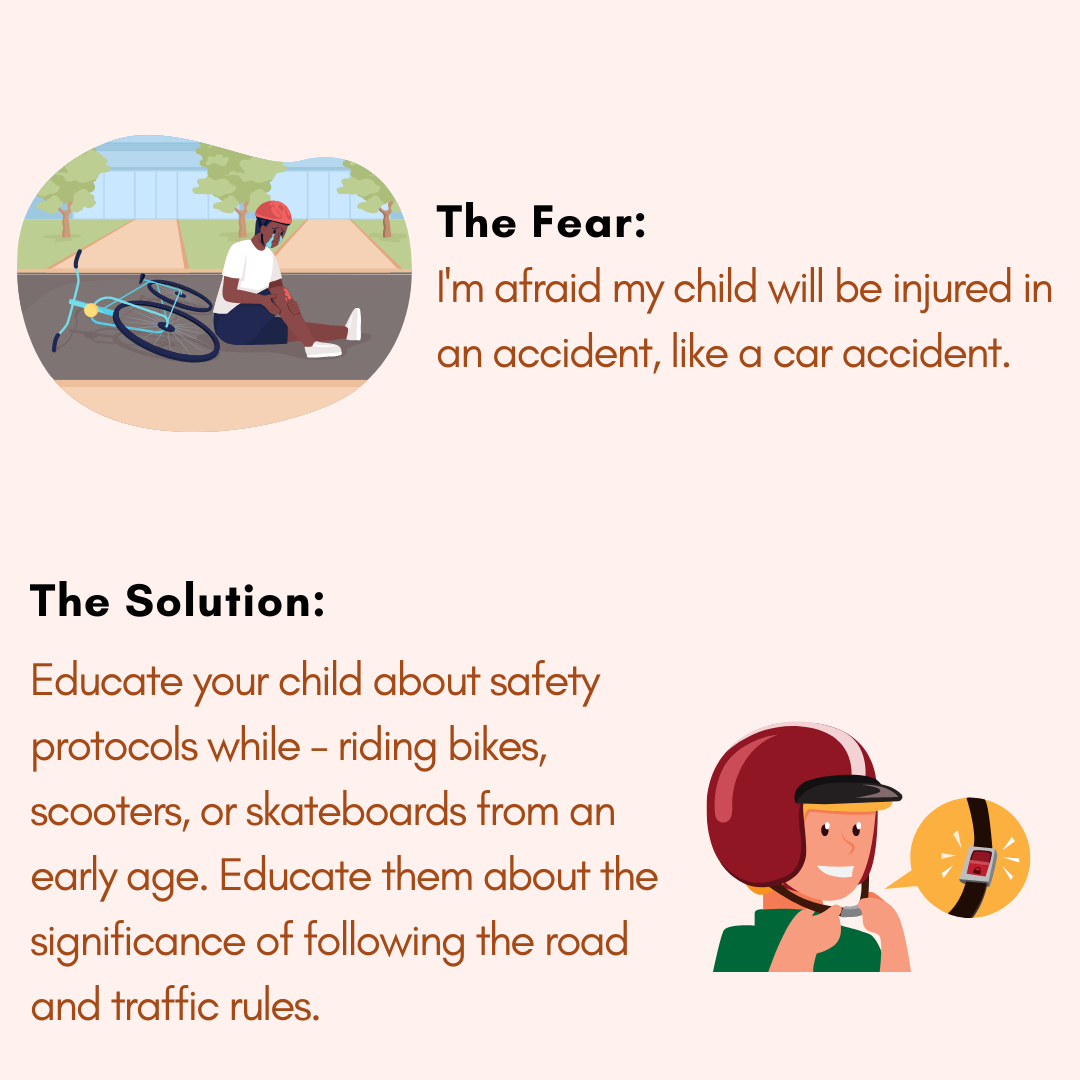 The Fear:
I'm afraid my child will be injured in
an accident, like a car accident.
The Solution:
Educate your child about safety
protocols while – riding bikes,
scooters, or skateboards from an
early age. Educate them about the
significance of following the road
and traffic rules.